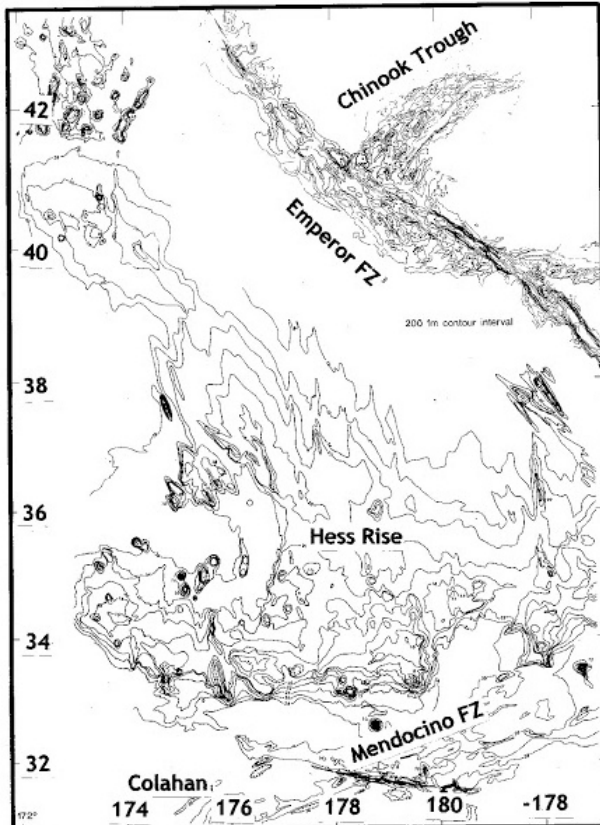 Chinook Trough
42
Emperor FZ
40
200 fm contour interval
38
36
Hess Rise
34
Mendocino FZ
32
Colahan
172°
174
176
178
180
-178